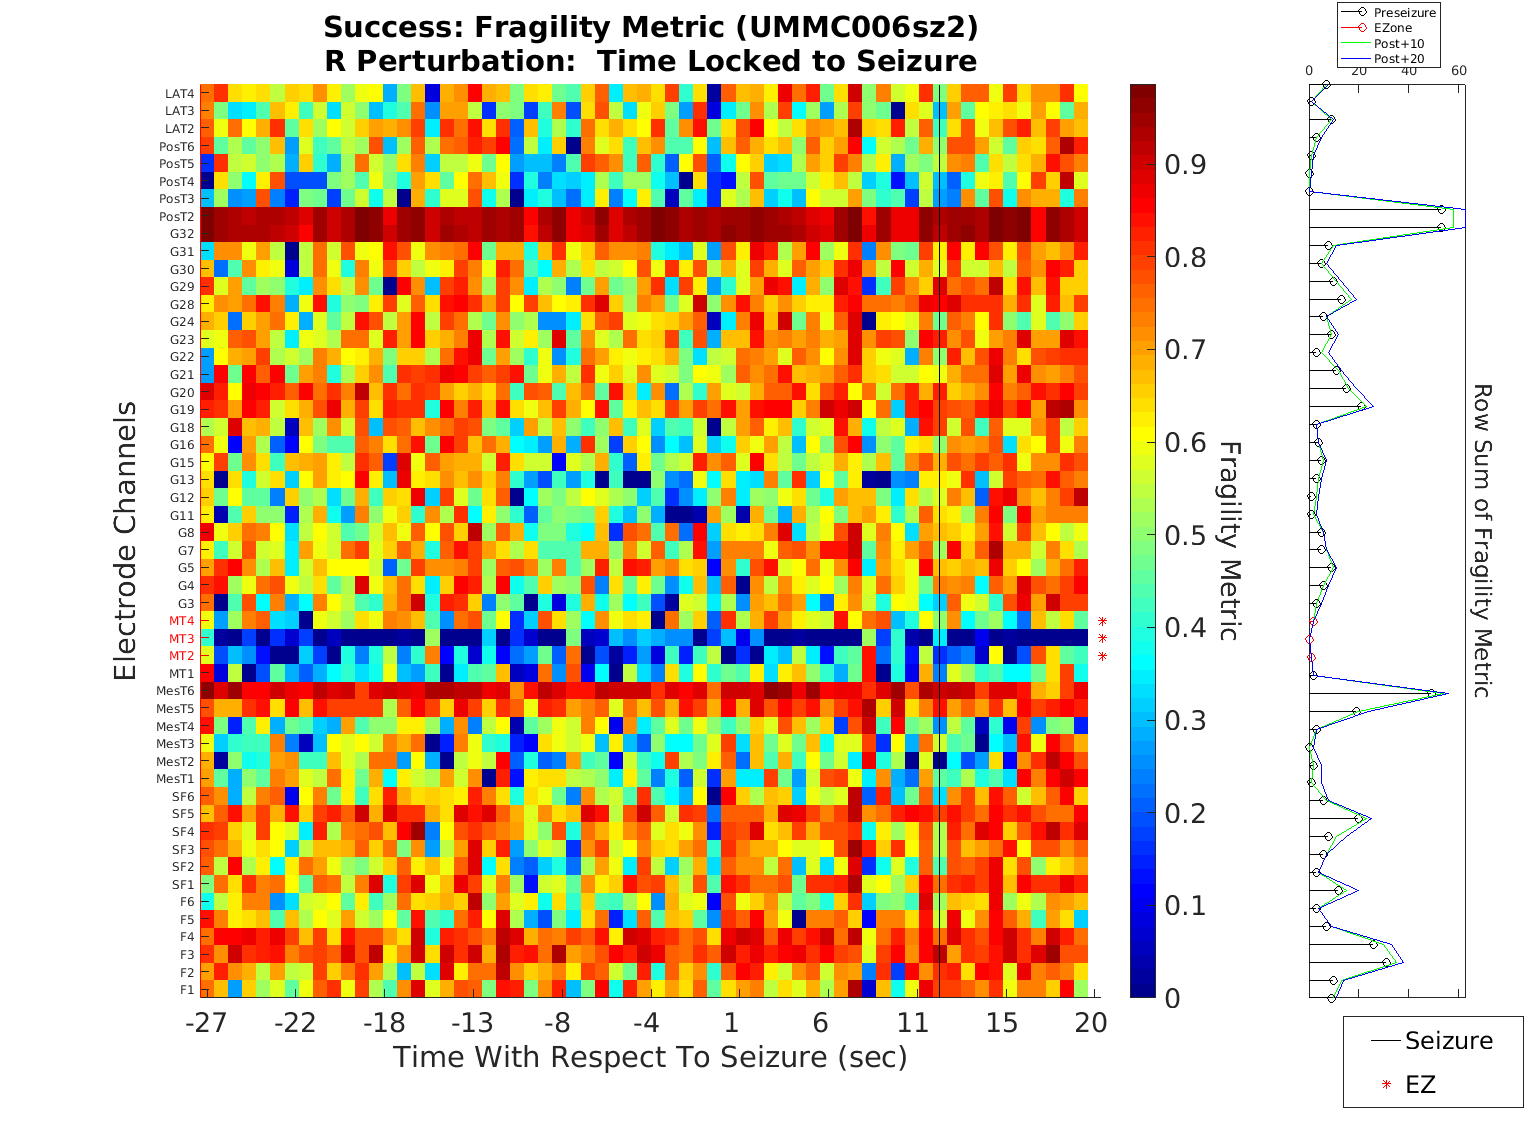 Success: Fragility Metric (UMMC006sz2)
R Perturbation:  Time Locked to Seizure
Electrode Channels
LAT4
LAT3
LAT2
PosT6
PosT5
PosT4
PosT3
PosT2
G32
G31
G30
G29
G28
G24
G23
G22
G21
G20
G19
G18
G16
G15
G13
G12
G11
G8
G7
G5
G4
G3
MT4
MT3
MT2
MT1
MesT6
MesT5
MesT4
MesT3
MesT2
MesT1
SF6
SF5
SF4
SF3
SF2
SF1
F6
F5
F4
F3
F2
F1
-27 -22 -18 -13 -8 -4 1 6 11 15 20
Time With Respect To Seizure (sec)
0.9
0.8
0.7
0.6
0.5
0.4
0.3
0.2
0.1
0
Fragility Metric
Preseizure
EZone
Post+10
Post+20
0 20 40 60
Row Sum of Fragility Metric
Seizure
EZ